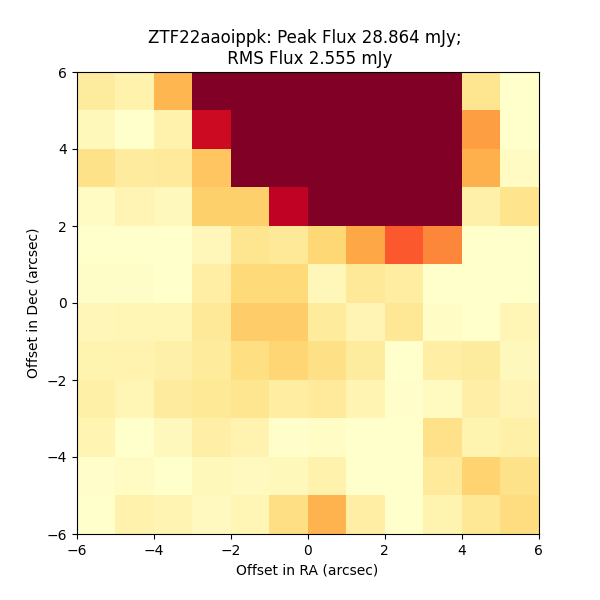 ZTF22aaoippk: Peak Flux 28.864 mJy;
RMS Flux 2.555 mJy
6
4
2
0
−2
−4
−6
Offset in Dec (arcsec)
−6 −4 −2 0 2 4 6
Offset in RA (arcsec)